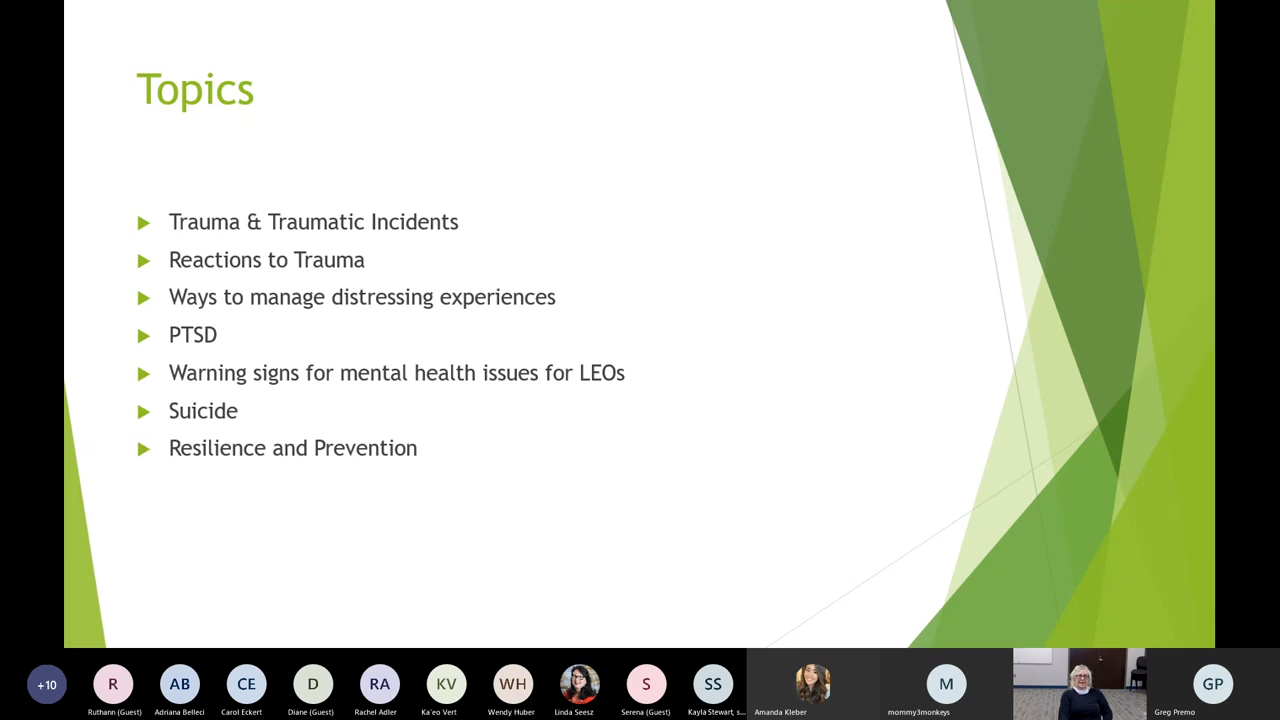 Topics
Trauma & Traumatic Incidents
Reactions to Trauma
Ways to manage distressing experiences
PTSD
Warning signs for mental health issues for LEOs
Suicide
Resilience and Prevention
+10
R
AB
CE
D
RA
KV
WH
S
SS
M
GP
Ruthann (Guest)
Adriana Belleci
Carol Eckert
Diane (Guest)
Rachel Adler
Ka'eo Vert
Wendy Huber
Linda Seesz
Serena (Guest)
Kayla Stewart, s...
Amanda Kleber
mommy3monkeys
Greg Premo